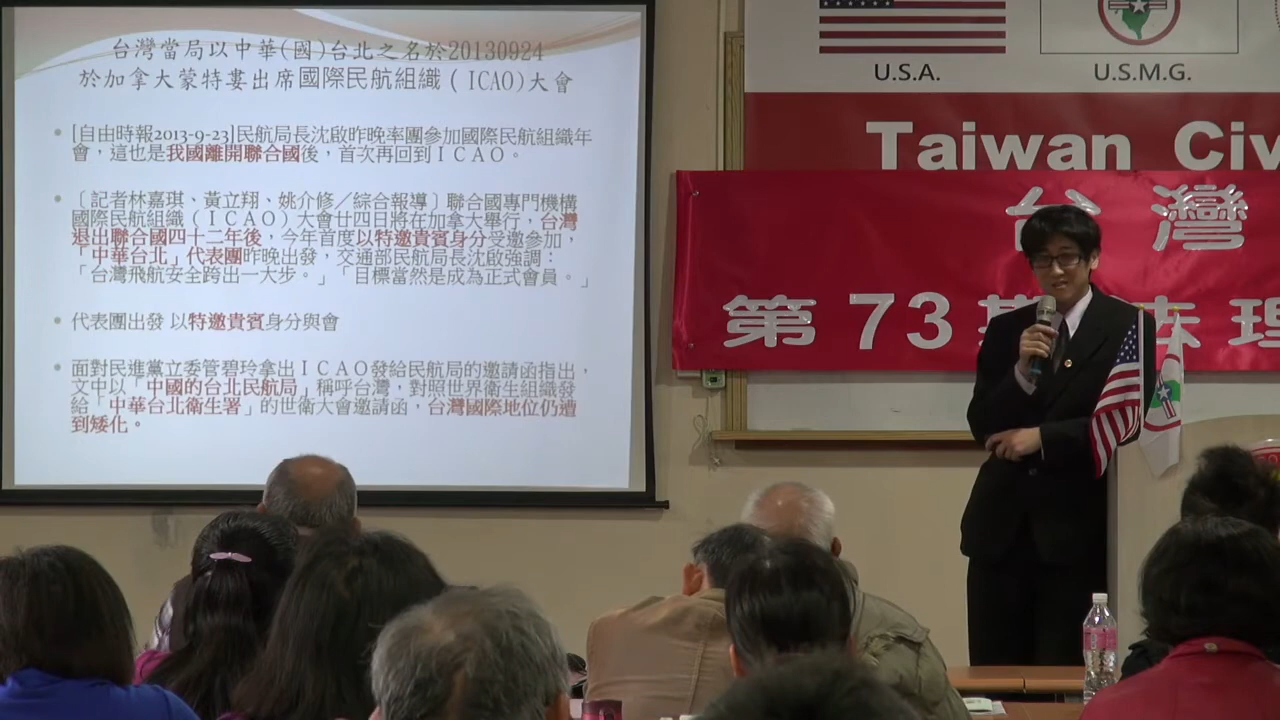 台灣當局以中華(國)台北之名於20130924
於加拿大蒙特婁出席國際民航組織（ICAO)大會
• [自由時報2013-9-23]民航局長沈啟昨晚率團參加國際民航組織年
會，這也是我國離開聯合國後，首次再回到ＩＣＡＯ。
• 〔記者林嘉琪、黃立翔、姚介修／綜合報導〕聯合國專門機構
國際民航組織（ＩＣＡＯ）大會廿四日將在加拿大舉行，台灣
退出聯合國四十二年後，今年首度以特邀貴賓身分受邀參加，
「中華台北」代表團昨晚出發，交通部民航局長沈啟強調：
「台灣飛航安全跨出一大步。」「目標當然是成為正式會員。」
• 代表團出發 以特邀貴賓身分與會
• 面對民進黨立委管碧玲拿出ＩＣＡＯ發給民航局的邀請函指出，
文中以「中國的台北民航局」稱呼台灣，對照世界衛生組織發
給「中華台北衛生署」的世衛大會邀請函，台灣國際地位仍遭
到矮化。
U.S.A.
U.S.M.G.
Taiwan Civ
台灣
第73期
理